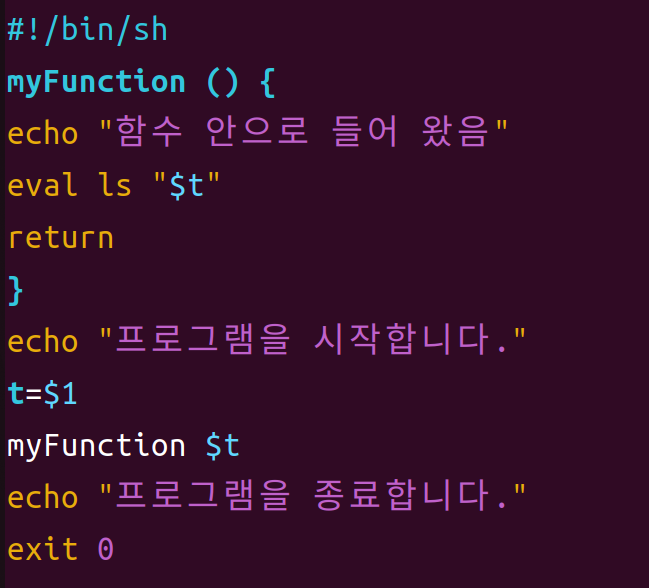 #!/bin/sh
myFunction () {
echo "함수 안으로 들어 왔음"
eval ls "$t"
return
}
echo "프로그램을 시작합니다."
t=$1
myFunction $t
echo "프로그램을 종료합니다."
exit 0